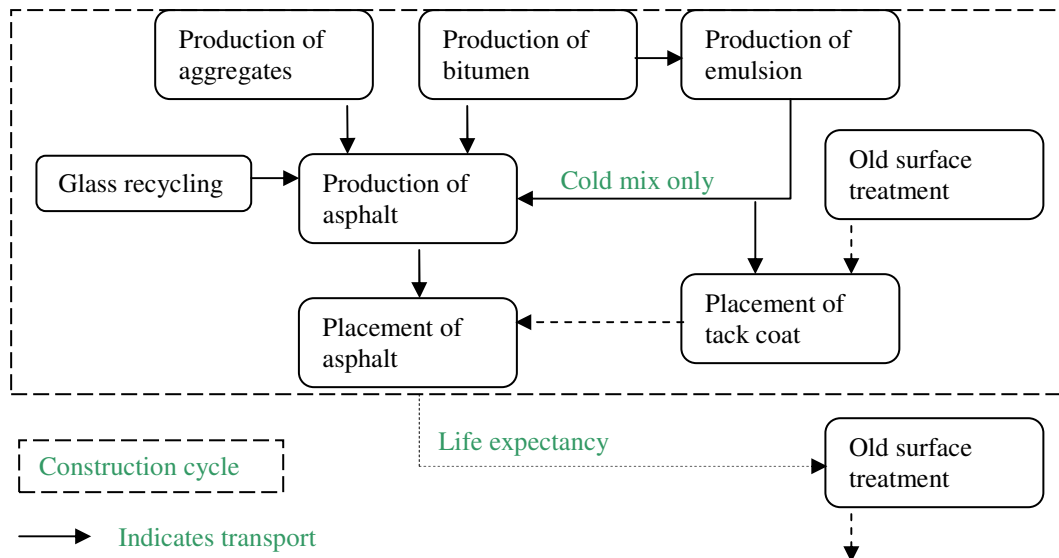 Production of
aggregates
Production of
bitumen
Production of
emulsion
Glass recycling
Production of
asphalt
Cold mix only
Old surface
treatment
Placement of
asphalt
Placement of
tack coat
Life expectancy
Old surface
treatment
Construction cycle
Indicates transport